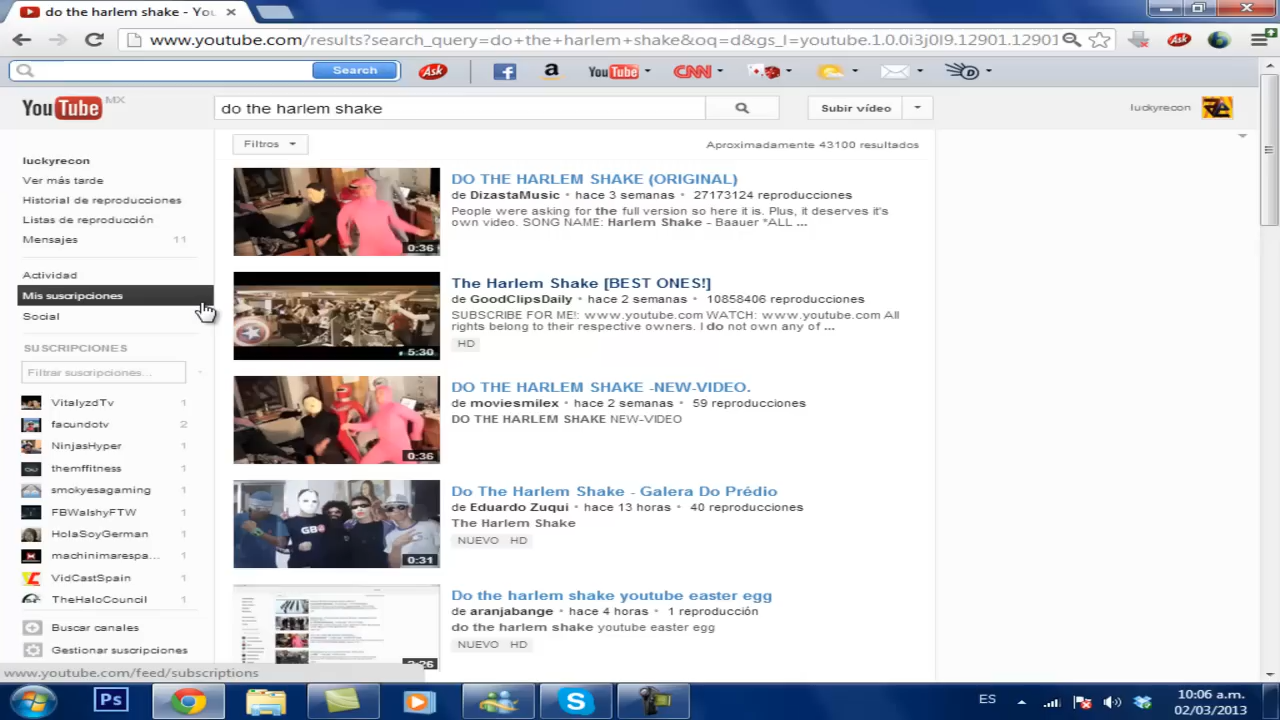 do the harlem shake - You
www.youtube.com/results?search_query=do+the+harlem+shake&oq=d&gs_l=youtube.1.0.0i3j0l9.12901.12901
Search
Ask
Ask
a
YouTube
CNN
YouTube MX
do the harlem shake
Subir vídeo
luckyrecon
Filtros
Aproximadamente 43100 resultados
luckyrecon
Ver más tarde
Historial de reproducciones
Listas de reproducción
Mensajes 11
Actividad
Mis suscripciones
Social
SUSCRIPCIONES
Filtrar suscripciones...
VitalyzdTv 1
facundotv 2
NinjasHyper 1
themffitness 1
smokyesagaming 1
FBWalshyFTW 1
HolaSoyGerman 1
machinimarespa... 1
VidCastSpain 1
TheHaloCouncil 1
Buscar canales
Gestionar suscripciones
DO THE HARLEM SHAKE (ORIGINAL)
de DizastaMusic • hace 3 semanas • 27173124 reproducciones
People were asking for the full version so here it is. Plus, it deserves it's
own video. SONG NAME: Harlem Shake - Baauer "ALL ...
0:36
The Harlem Shake [BEST ONES!]
de GoodClipsDaily • hace 2 semanas • 10858406 reproducciones
SUBSCRIBE FOR ME!: www.youtube.com WATCH: www.youtube.com All
rights belong to their respective owners. I do not own any of ...
HD
5:30
DO THE HARLEM SHAKE -NEW-VIDEO.
de moviesmilex • hace 2 semanas • 59 reproducciones
DO THE HARLEM SHAKE NEW-VIDEO
0:36
Do The Harlem Shake - Galera Do Prédio
de Eduardo Zuqui • hace 13 horas • 40 reproducciones
The Harlem Shake
NUEVO HD
0:31
Do the harlem shake youtube easter egg
de aranjabange • hace 4 horas • 1 reproducción
do the harlem shake youtube easter egg
NUEVO HD
www.youtube.com/feed/subscriptions
Ps
S
ES
10:06 a.m.
02/03/2013